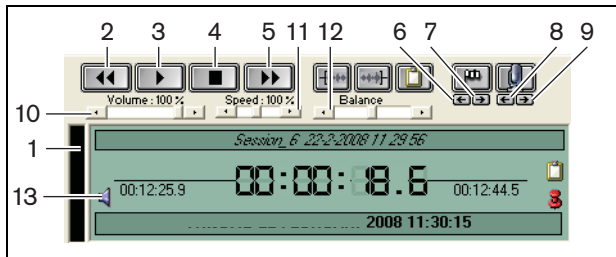 2 3 4 5 11 12 6 7 8 9
Volume : 100 % Speed : 100 % Balance
10
1
Session_6 22-2-2008 11 29 56
13
00:12:25.9 00:00:18.6 00:12:44.5
3
2008 11:30:15